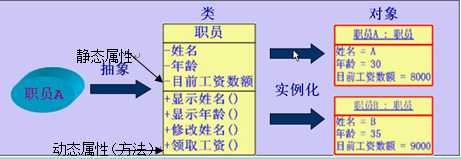 类
对象
静态属性
职员
-姓名
-年龄
-目前工资数额
+显示姓名()
+显示年龄()
+修改姓名()
+领取工资()
职员A
抽象
实例化
动态属性(方法)
职员A : 职员
姓名 = A
年龄 = 30
目前工资数额 = 8000
职员B : 职员
姓名 = B
年龄 = 35
目前工资数额 = 9000